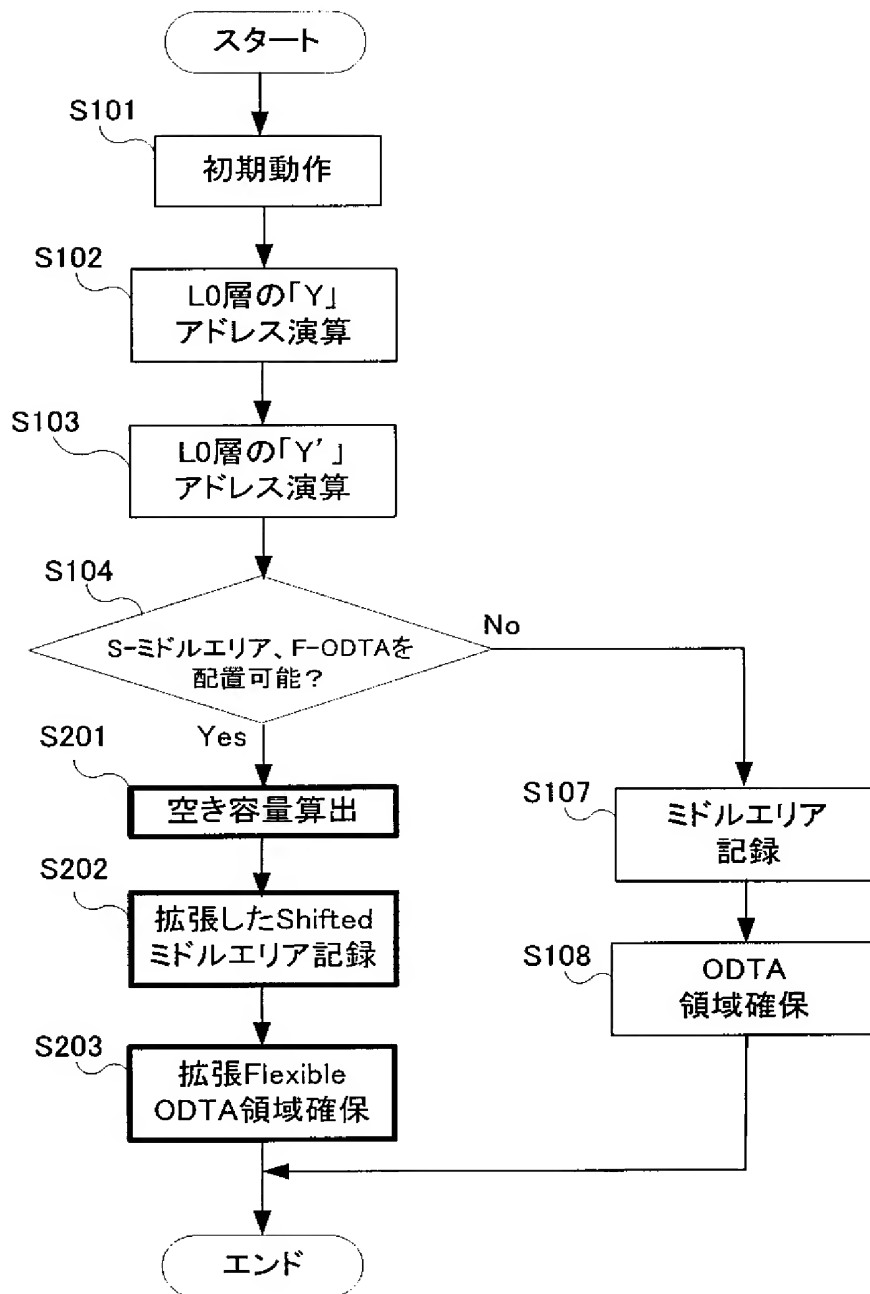 スタート
S101
初期動作
S102
L0層の「Y」
アドレス演算
S103
L0層の「Y'」
アドレス演算
S104
S-ミドルエリア、F-ODTAを
配置可能？
No
Yes
S201
空き容量算出
S202
拡張したShifted
ミドルエリア記録
S203
拡張Flexible
ODTA領域確保
S107
ミドルエリア
記録
S108
ODTA
領域確保
エンド